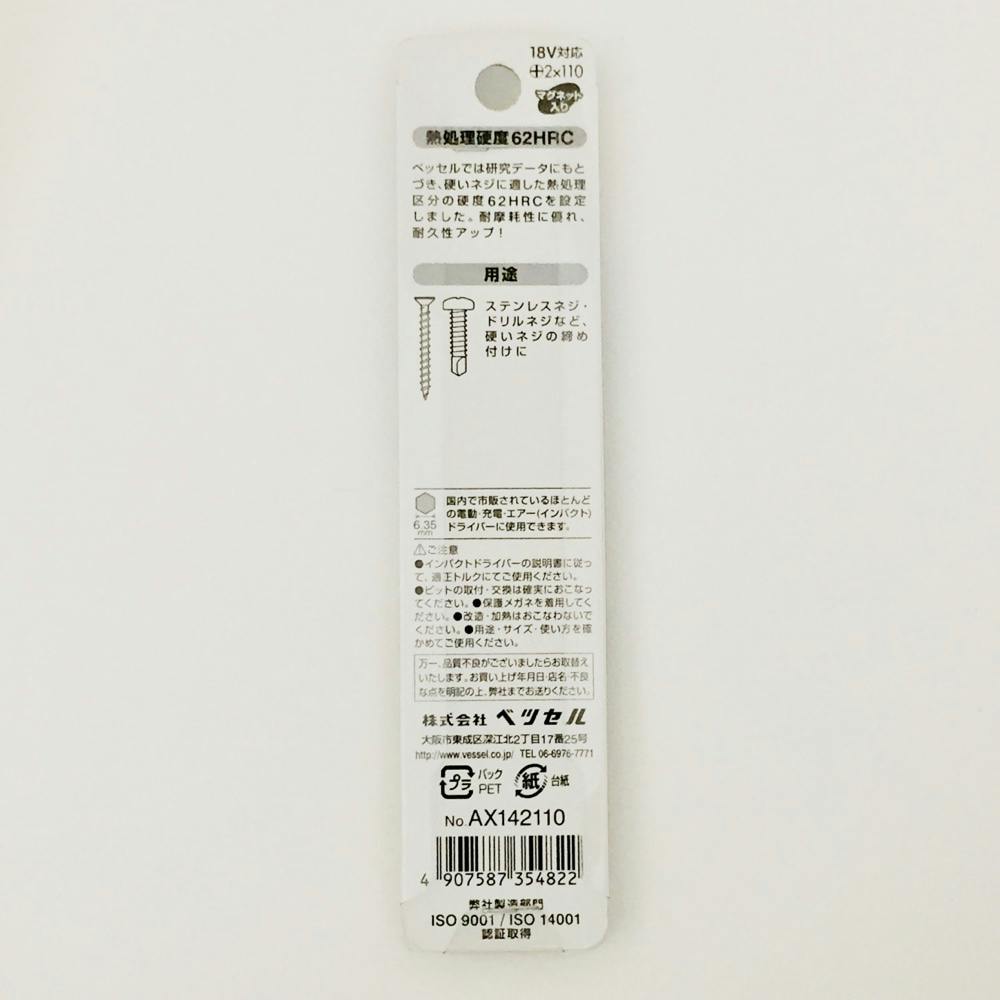 18V対応
⊕2×110
マグネット
入り
熱処理硬度62HRC
ベッセルでは研究データにもと
づき、硬いネジに適した熱処理
区分の硬度62HRCを設定
しました。耐摩耗性に優れ、
耐久性アップ!
用途
ステンレスネジ・
ドリルネジなど、
硬いネジの締め
付けに
国内で市販されているほとんど
の電動・充電・エアー(インパクト)
ドライバーに使用できます。
6.35
mm
⚠ご注意
●インパクトドライバーの説明書に従っ
て、適正トルクにてご使用ください。
●ビットの取付・交換は確実におこなっ
てください。●保護メガネを着用してく
ださい。●改造・加熱はおこなわないで
ください。●用途・サイズ・使い方を確
かめてご使用ください。
万一、品質不良がございましたらお取替え
いたします。お買い上げ年月日・店名・不良
な点を明記の上、弊社までお送りください。
株式会社 ベッセル
大阪市東成区深江北2丁目17番25号
http://www.vessel.co.jp/ TEL 06-6976-7771
プラ パック PET 紙 台紙
No.AX142110
4 907587 354822
弊社製造部門
ISO 9001 / ISO 14001
認証取得